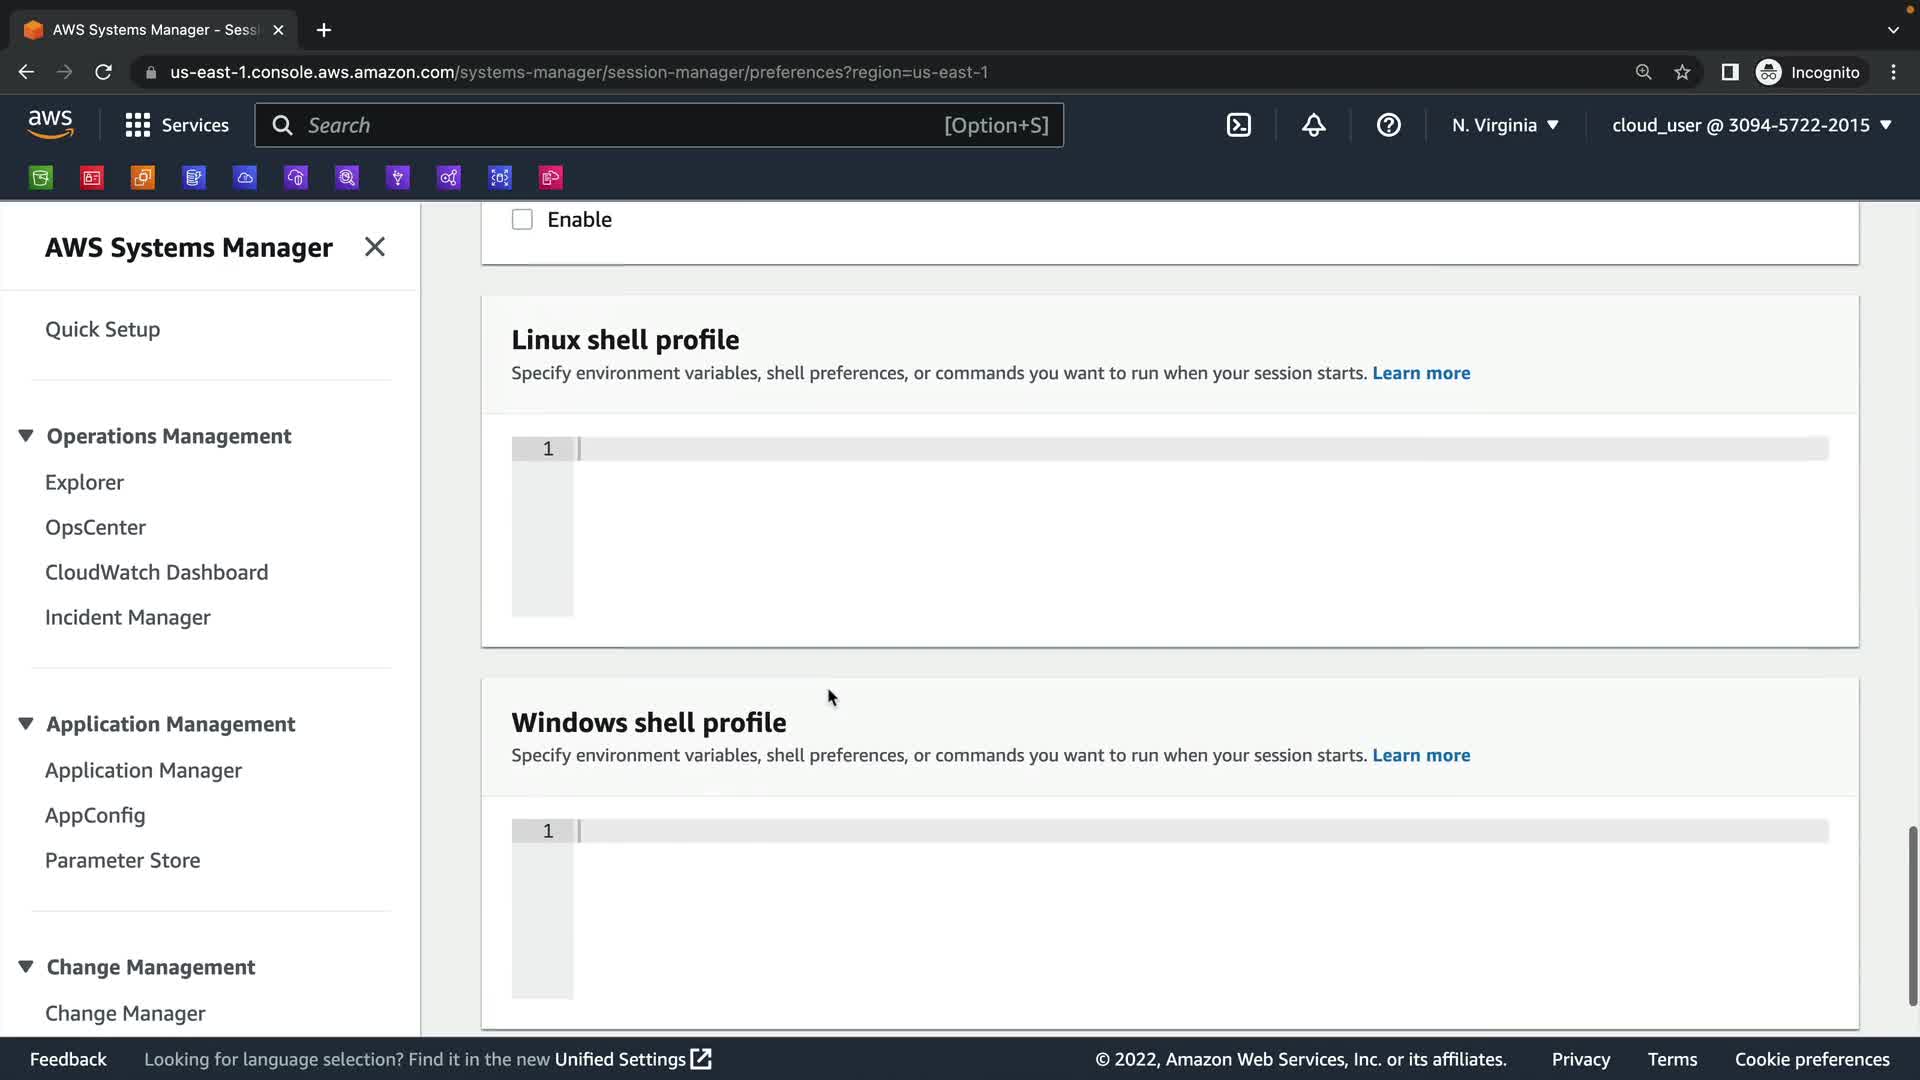 AWS Systems Manager - Sessi
us-east-1.console.aws.amazon.com/systems-manager/session-manager/preferences?region=us-east-1
Incognito
aws
Services
Search
[Option+S]
N. Virginia
cloud_user @ 3094-5722-2015
AWS Systems Manager
Quick Setup
Operations Management
Explorer
OpsCenter
CloudWatch Dashboard
Incident Manager
Application Management
Application Manager
AppConfig
Parameter Store
Change Management
Change Manager
Enable
Linux shell profile
Specify environment variables, shell preferences, or commands you want to run when your session starts. Learn more
1
Windows shell profile
Specify environment variables, shell preferences, or commands you want to run when your session starts. Learn more
1
Feedback
Looking for language selection? Find it in the new Unified Settings
© 2022, Amazon Web Services, Inc. or its affiliates.
Privacy
Terms
Cookie preferences